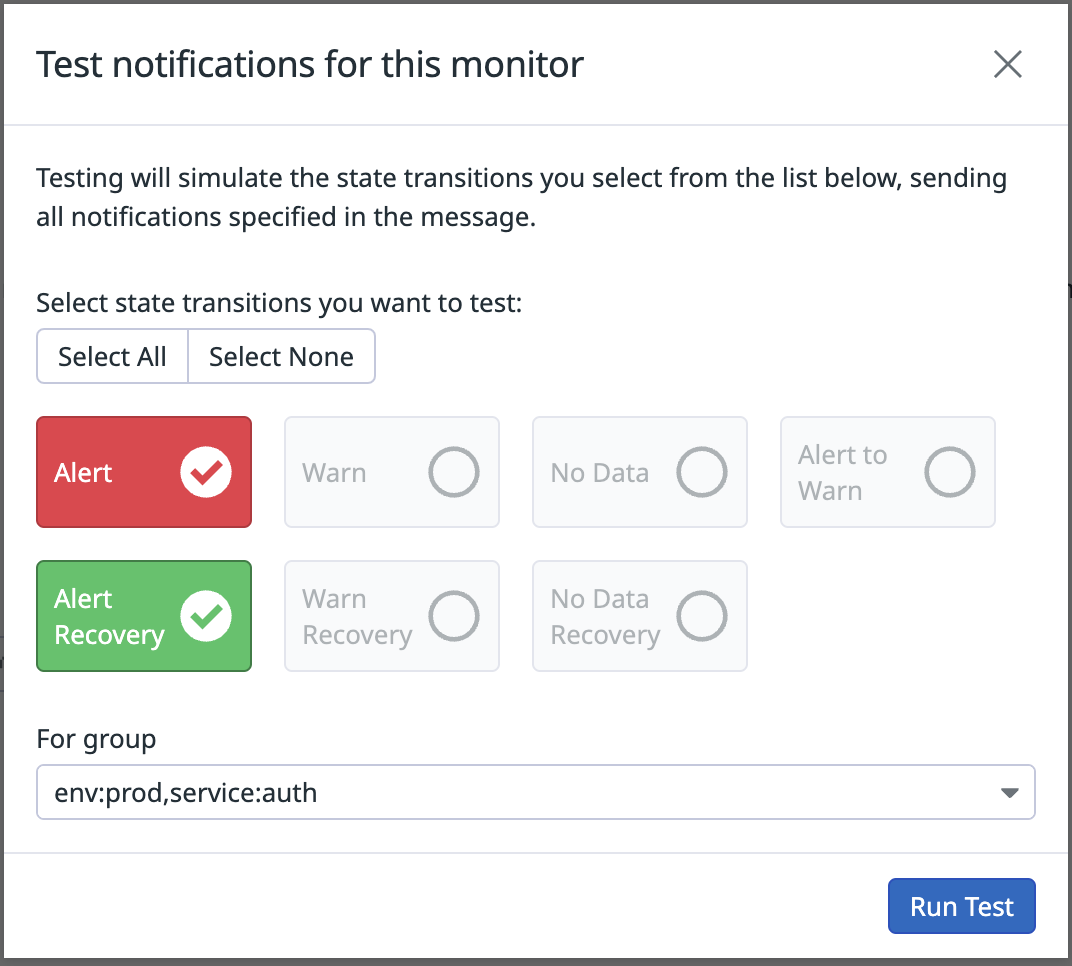 Test notifications for this monitor
Testing will simulate the state transitions you select from the list below, sending
all notifications specified in the message.
Select state transitions you want to test:
Select All
Select None
Alert
Warn
No Data
Alert to
Warn
Alert
Recovery
Warn
Recovery
No Data
Recovery
For group
env:prod,service:auth
Run Test